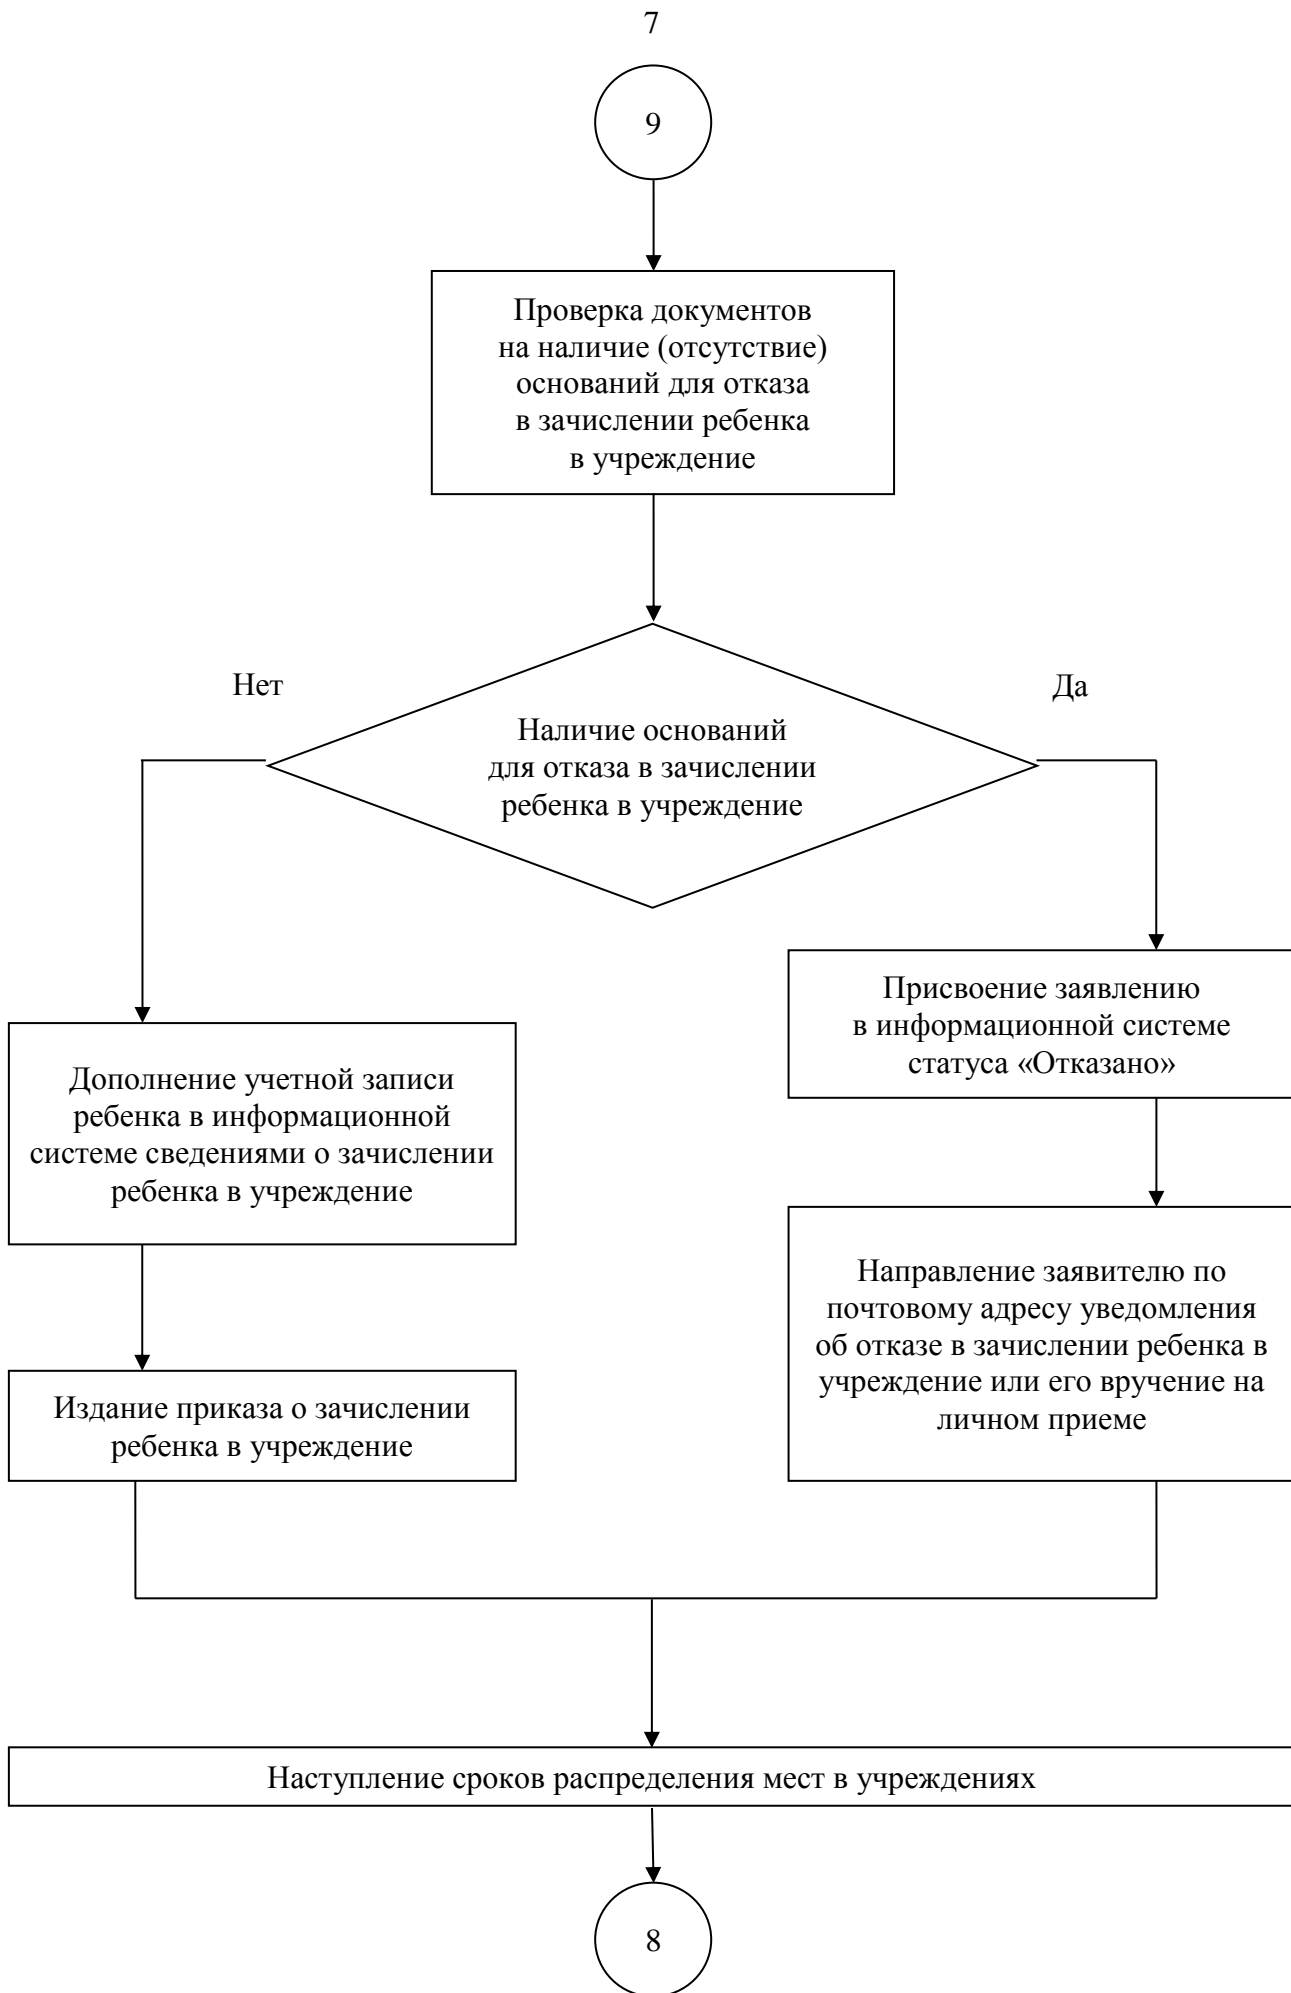 7
9
Проверка документов
на наличие (отсутствие)
оснований для отказа
в зачислении ребенка
в учреждение
Нет
Да
Наличие оснований
для отказа в зачислении
ребенка в учреждение
Присвоение заявлению
в информационной системе
статуса «Отказано»
Дополнение учетной записи
ребенка в информационной
системе сведениями о зачислении
ребенка в учреждение
Направление заявителю по
почтовому адресу уведомления
об отказе в зачислении ребенка в
учреждение или его вручение на
личном приеме
Издание приказа о зачислении
ребенка в учреждение
Наступление сроков распределения мест в учреждениях
8